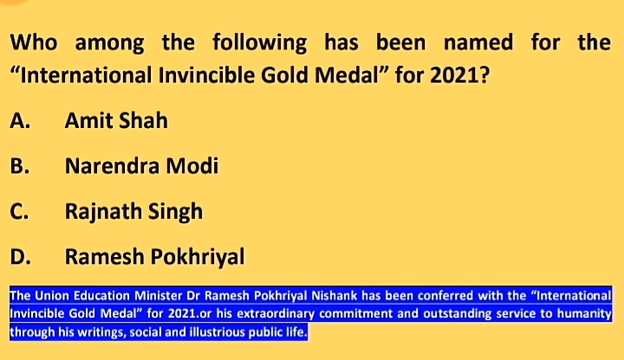 Who among the following has been named for the
“International Invincible Gold Medal” for 2021?
A. Amit Shah
B. Narendra Modi
C. Rajnath Singh
D. Ramesh Pokhriyal
The Union Education Minister Dr Ramesh Pokhriyal Nishank has been conferred with the “International
Invincible Gold Medal” for 2021.or his extraordinary commitment and outstanding service to humanity
through his writings, social and illustrious public life.